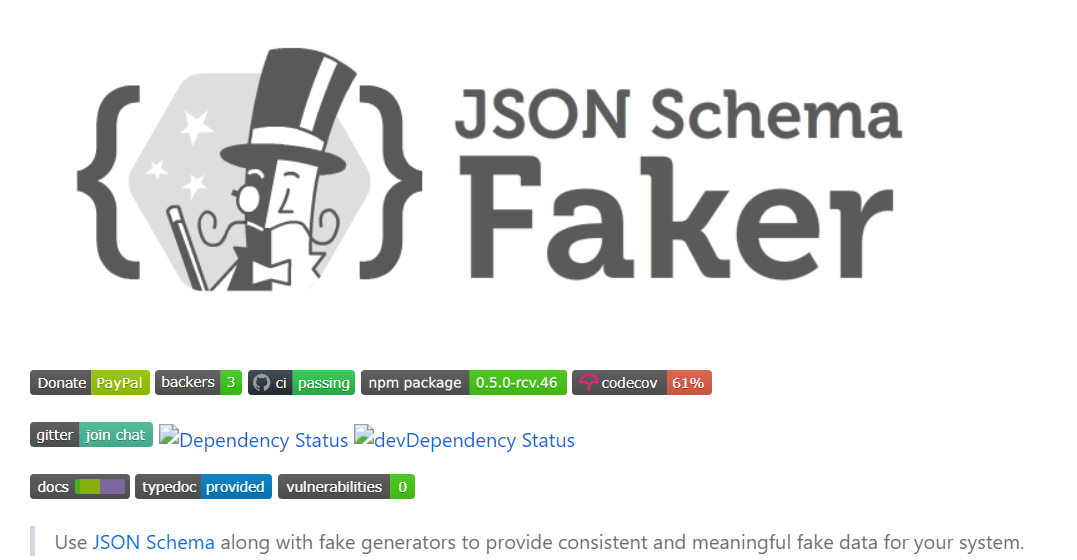 JSON Schema
Faker
Donate PayPal backers 3 ci passing npm package 0.5.0-rcv.46 codecov 61%
gitter join chat Dependency Status devDependency Status
docs typedoc provided vulnerabilities 0
Use JSON Schema along with fake generators to provide consistent and meaningful fake data for your system.